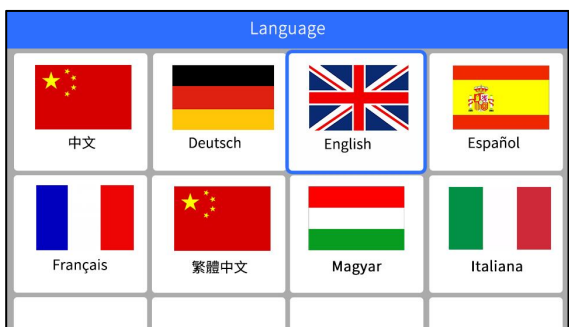 Language
中文
Deutsch
English
Español
Français
繁體中文
Magyar
Italiana